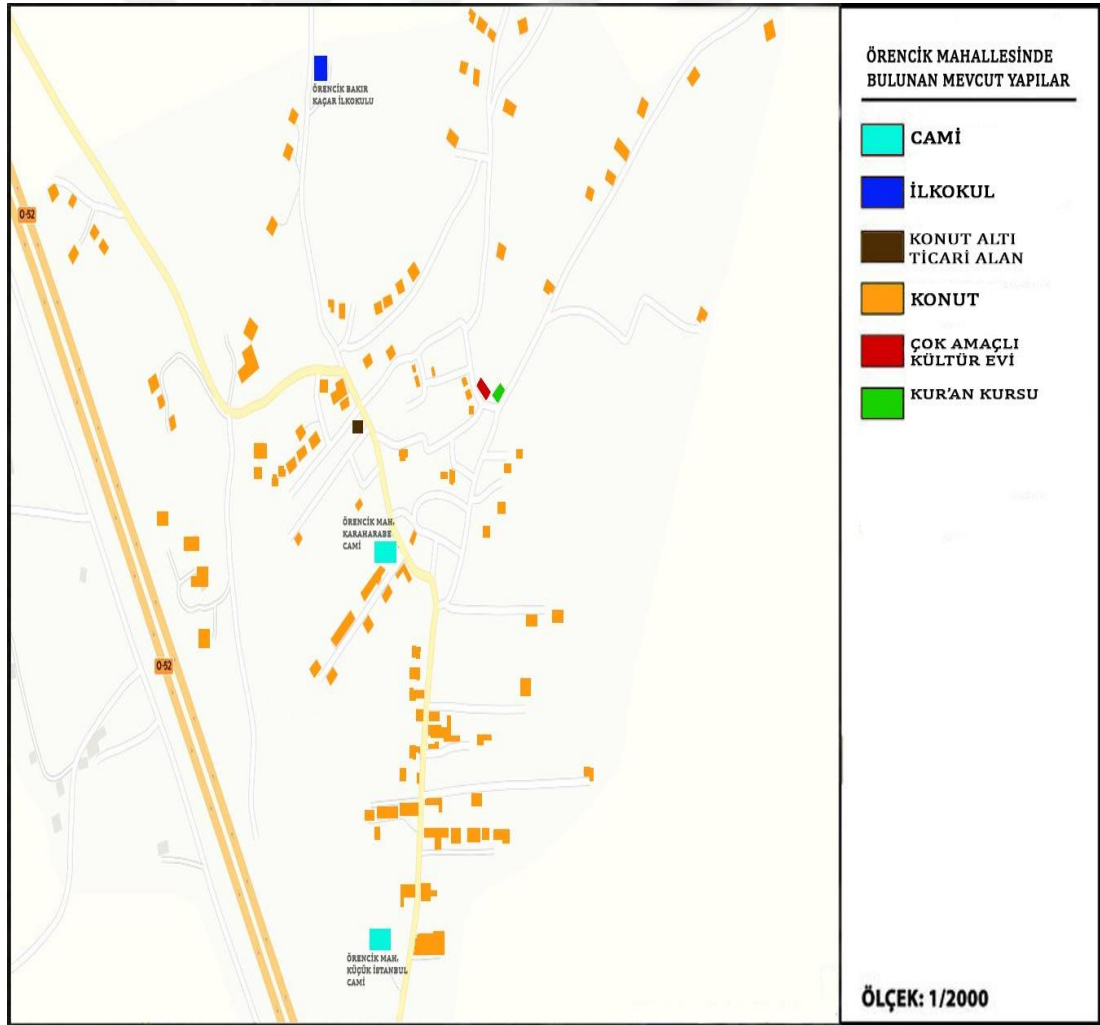 ÖRENCİK BAKIR
KAÇAR İLKOKULU
O-52
ÖRENCİK MAH.
KARAHARABE
CAMİ
O-52
ÖRENCİK MAH.
KÜÇÜK İSTANBUL
CAMİ
ÖRENCİK MAHALLESİNDE
BULUNAN MEVCUT YAPILAR
CAMİ
İLKOKUL
KONUT ALTI
TİCARİ ALAN
KONUT
ÇOK AMAÇLI
KÜLTÜR EVİ
KUR'AN KURSU
ÖLÇEK: 1/2000